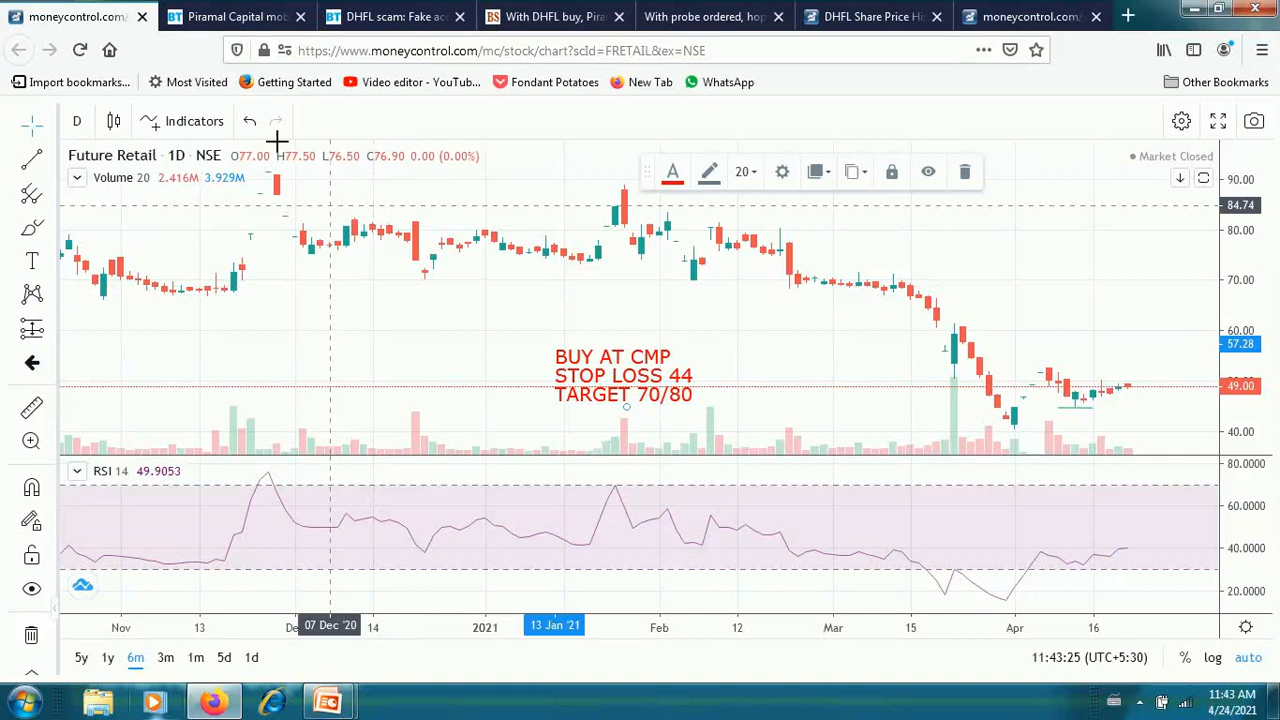 moneycontrol.com/
Piramal Capital mob
DHFL scam: Fake ac
With DHFL buy, Pira
With probe ordered, hop
DHFL Share Price Hi
moneycontrol.com/
https://www.moneycontrol.com/mc/stock/chart?scId=FRETAIL&ex=NSE
Import bookmarks... Most Visited Getting Started Video editor - YouTub... Fondant Potatoes New Tab WhatsApp Other Bookmarks
D Indicators
Future Retail · 1D · NSE O77.00 H77.50 L76.50 C76.90 0.00 (0.00%)
Market Closed
Volume 20 2.416M 3.929M
A 20
90.00
84.74
80.00
70.00
60.00
57.28
49.00
40.00
BUY AT CMP
STOP LOSS 44
TARGET 70/80
RSI 14 49.9053
80.0000
60.0000
40.0000
20.0000
Nov 13 De 07 Dec '20 14 2021 13 Jan '21 Feb 12 Mar 15 Apr 16
5y 1y 6m 3m 1m 5d 1d 11:43:25 (UTC+5:30) % log auto
11:43 AM
4/24/2021